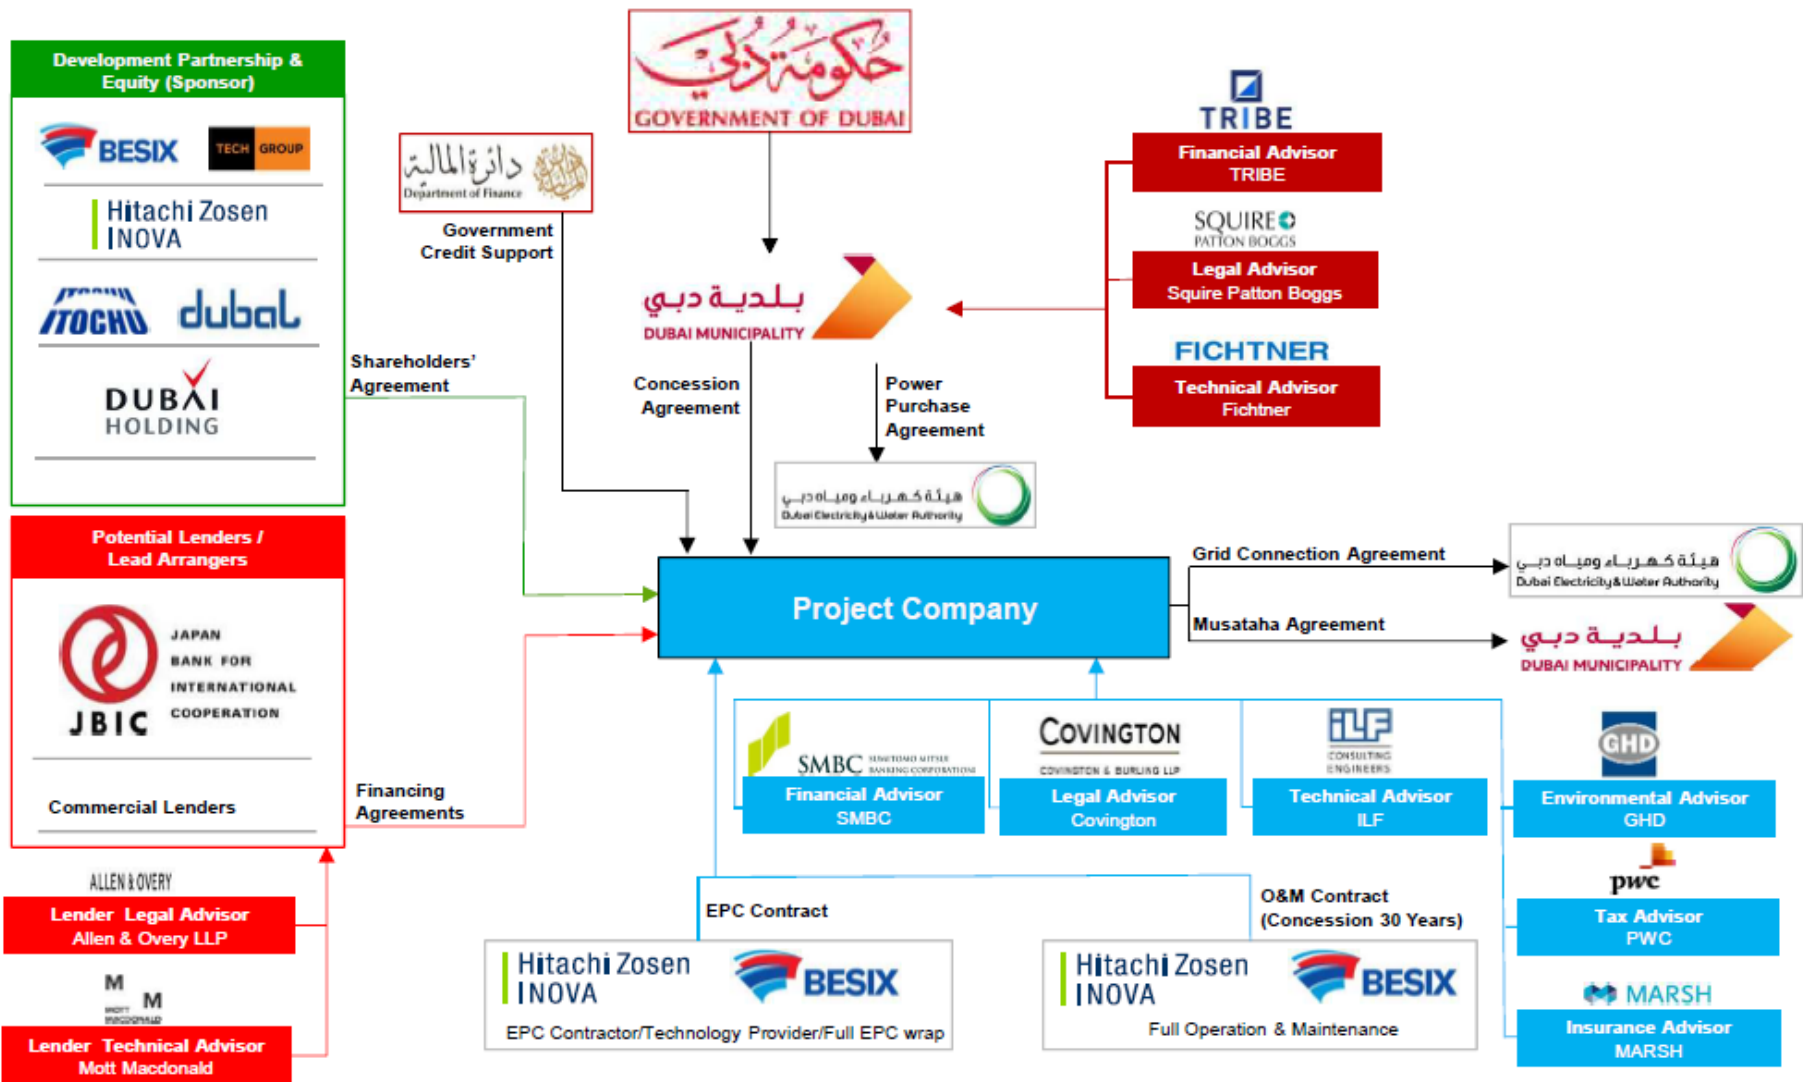 Development Partnership &
Equity (Sponsor)
BESIX
TECH GROUP
Hitachi Zosen
INOVA
ITOCHU
dubal
DUBAI
HOLDING
Potential Lenders /
Lead Arrangers
JBIC
JAPAN
BANK FOR
INTERNATIONAL
COOPERATION
Commercial Lenders
ALLEN & OVERY
Lender Legal Advisor
Allen & Overy LLP
M
M
MOTT
MACDONALD
Lender Technical Advisor
Mott Macdonald
دائرة المالية
Department of Finance
Government
Credit Support
Shareholders'
Agreement
Financing
Agreements
حكومة دبي
GOVERNMENT OF DUBAI
بلدية دبي
DUBAI MUNICIPALITY
Concession
Agreement
Power
Purchase
Agreement
هيئة كهرباء ومياه دبي
Dubai Electricity & Water Authority
TRIBE
Financial Advisor
TRIBE
SQUIRE
PATTON BOGGS
Legal Advisor
Squire Patton Boggs
FICHTNER
Technical Advisor
Fichtner
Project Company
Grid Connection Agreement
هيئة كهرباء ومياه دبي
Dubai Electricity & Water Authority
Musataha Agreement
بلدية دبي
DUBAI MUNICIPALITY
SMBC
SUMITOMO MITSUI
BANKING CORPORATION
Financial Advisor
SMBC
COVINGTON
COVINGTON & BURLING LLP
Legal Advisor
Covington
iLF
CONSULTING
ENGINEERS
Technical Advisor
ILF
GHD
Environmental Advisor
GHD
pwc
Tax Advisor
PWC
MARSH
Insurance Advisor
MARSH
EPC Contract
Hitachi Zosen
INOVA
BESIX
EPC Contractor/Technology Provider/Full EPC wrap
O&M Contract
(Concession 30 Years)
Hitachi Zosen
INOVA
BESIX
Full Operation & Maintenance